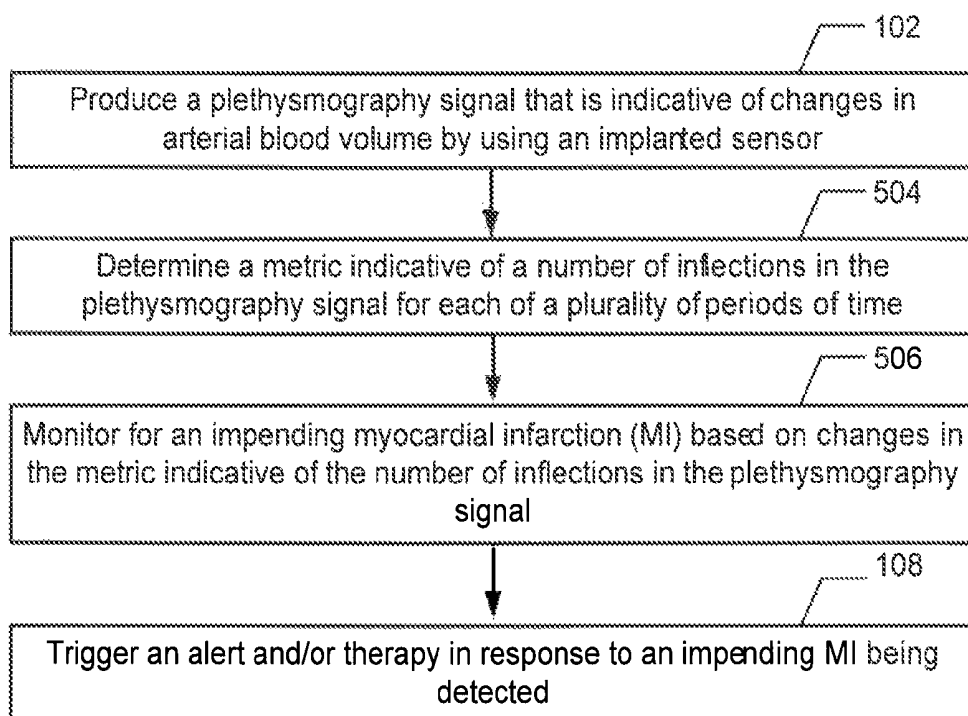 102
Produce a plethysmography signal that is indicative of changes in
arterial blood volume by using an implanted sensor
504
Determine a metric indicative of a number of inflections in the
plethysmography signal for each of a plurality of periods of time
506
Monitor for an impending myocardial infarction (MI) based on changes in
the metric indicative of the number of inflections in the plethysmography
signal
108
Trigger an alert and/or therapy in response to an impending MI being
detected